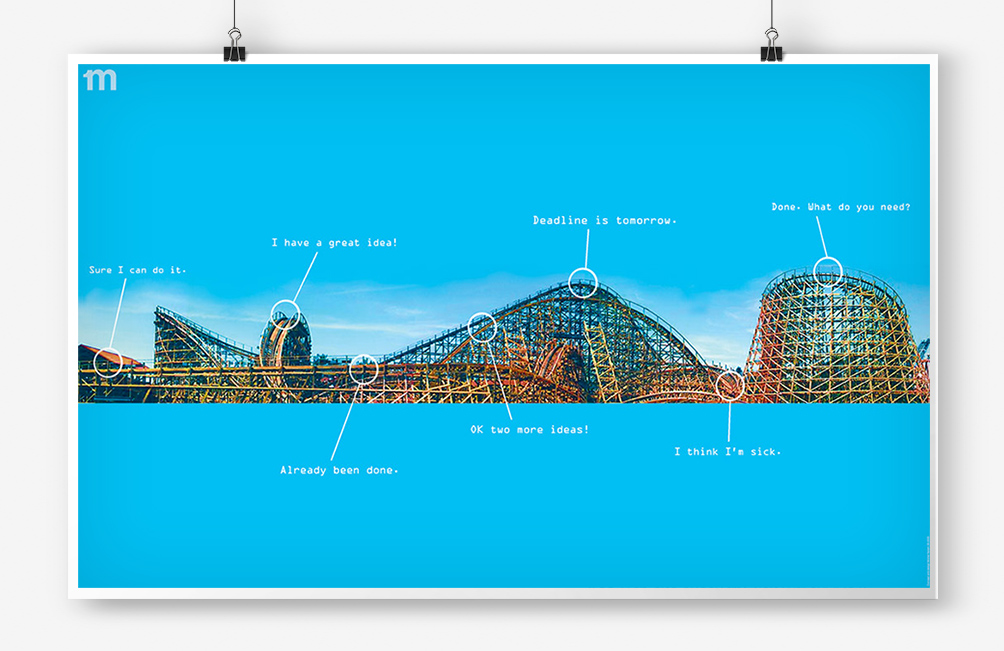 m
Done. What do you need?
Deadline is tomorrow.
I have a great idea!
Sure I can do it.
OK two more ideas!
I think I'm sick.
Already been done.